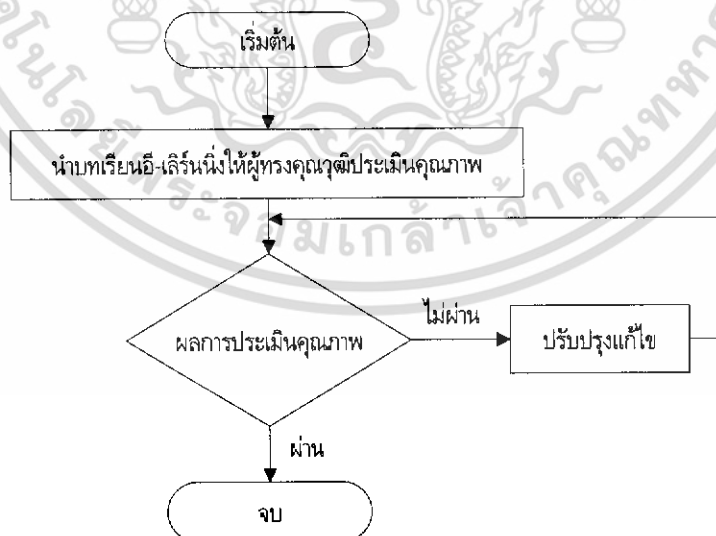 เริ่มต้น
นำบทเรียนอี-เลิร์นนิ่งให้ผู้ทรงคุณวุฒิประเมินคุณภาพ
ผลการประเมินคุณภาพ
ไม่ผ่าน
ปรับปรุงแก้ไข
ผ่าน
จบ